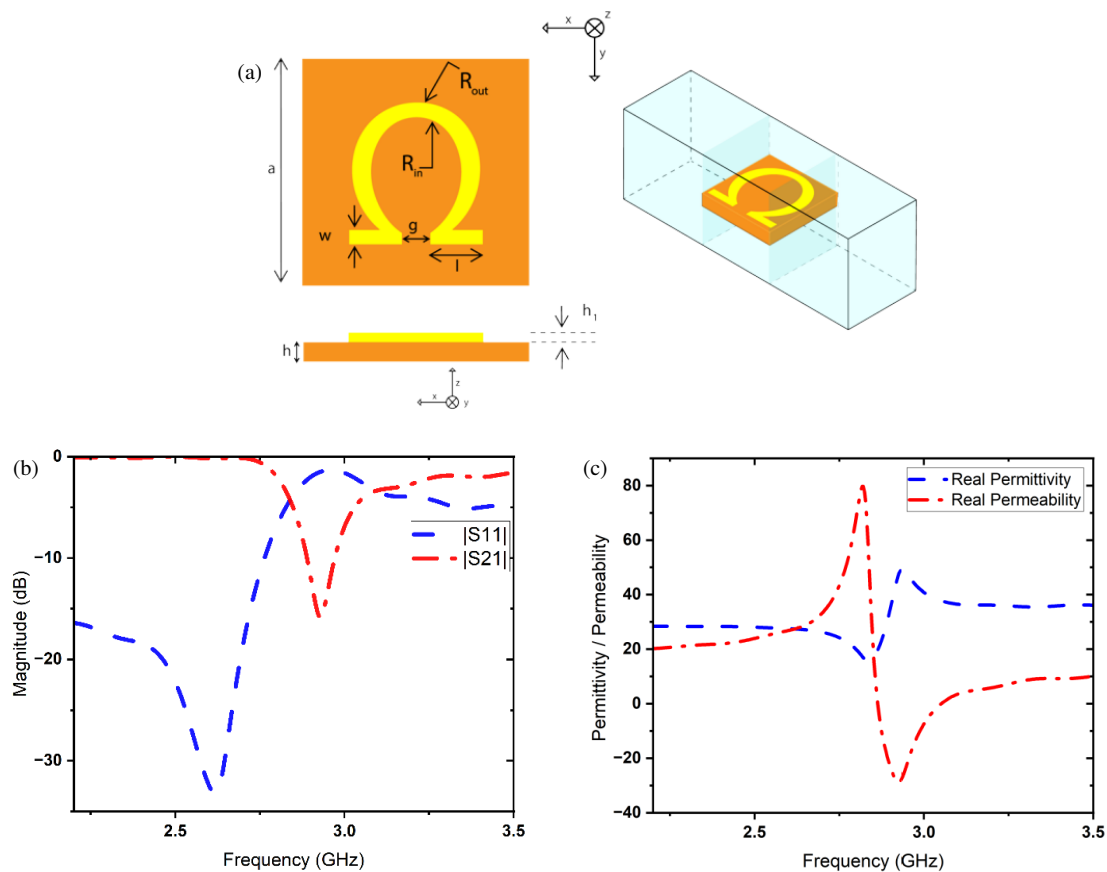 x
z
y
(a)
R out
R in
a
w
g
l
h 1
h
z
x
y
(b)
0
−10
−20
−30
Magnitude (dB)
|S11|
|S21|
2.5
3.0
3.5
Frequency (GHz)
(c)
80
60
40
20
0
−20
−40
Permittivity / Permeability
Real Permittivity
Real Permeability
2.5
3.0
3.5
Frequency (GHz)